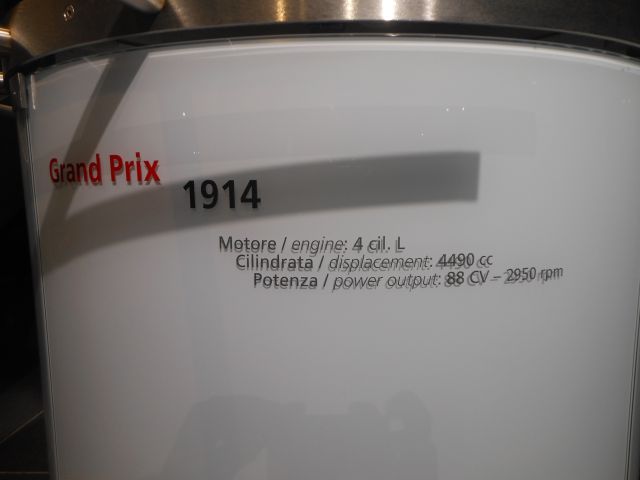 Grand Prix
1914
Motore / engine: 4 cil. L
Cilindrata / displacement: 4490 cc
Potenza / power output: 88 CV – 2950 rpm